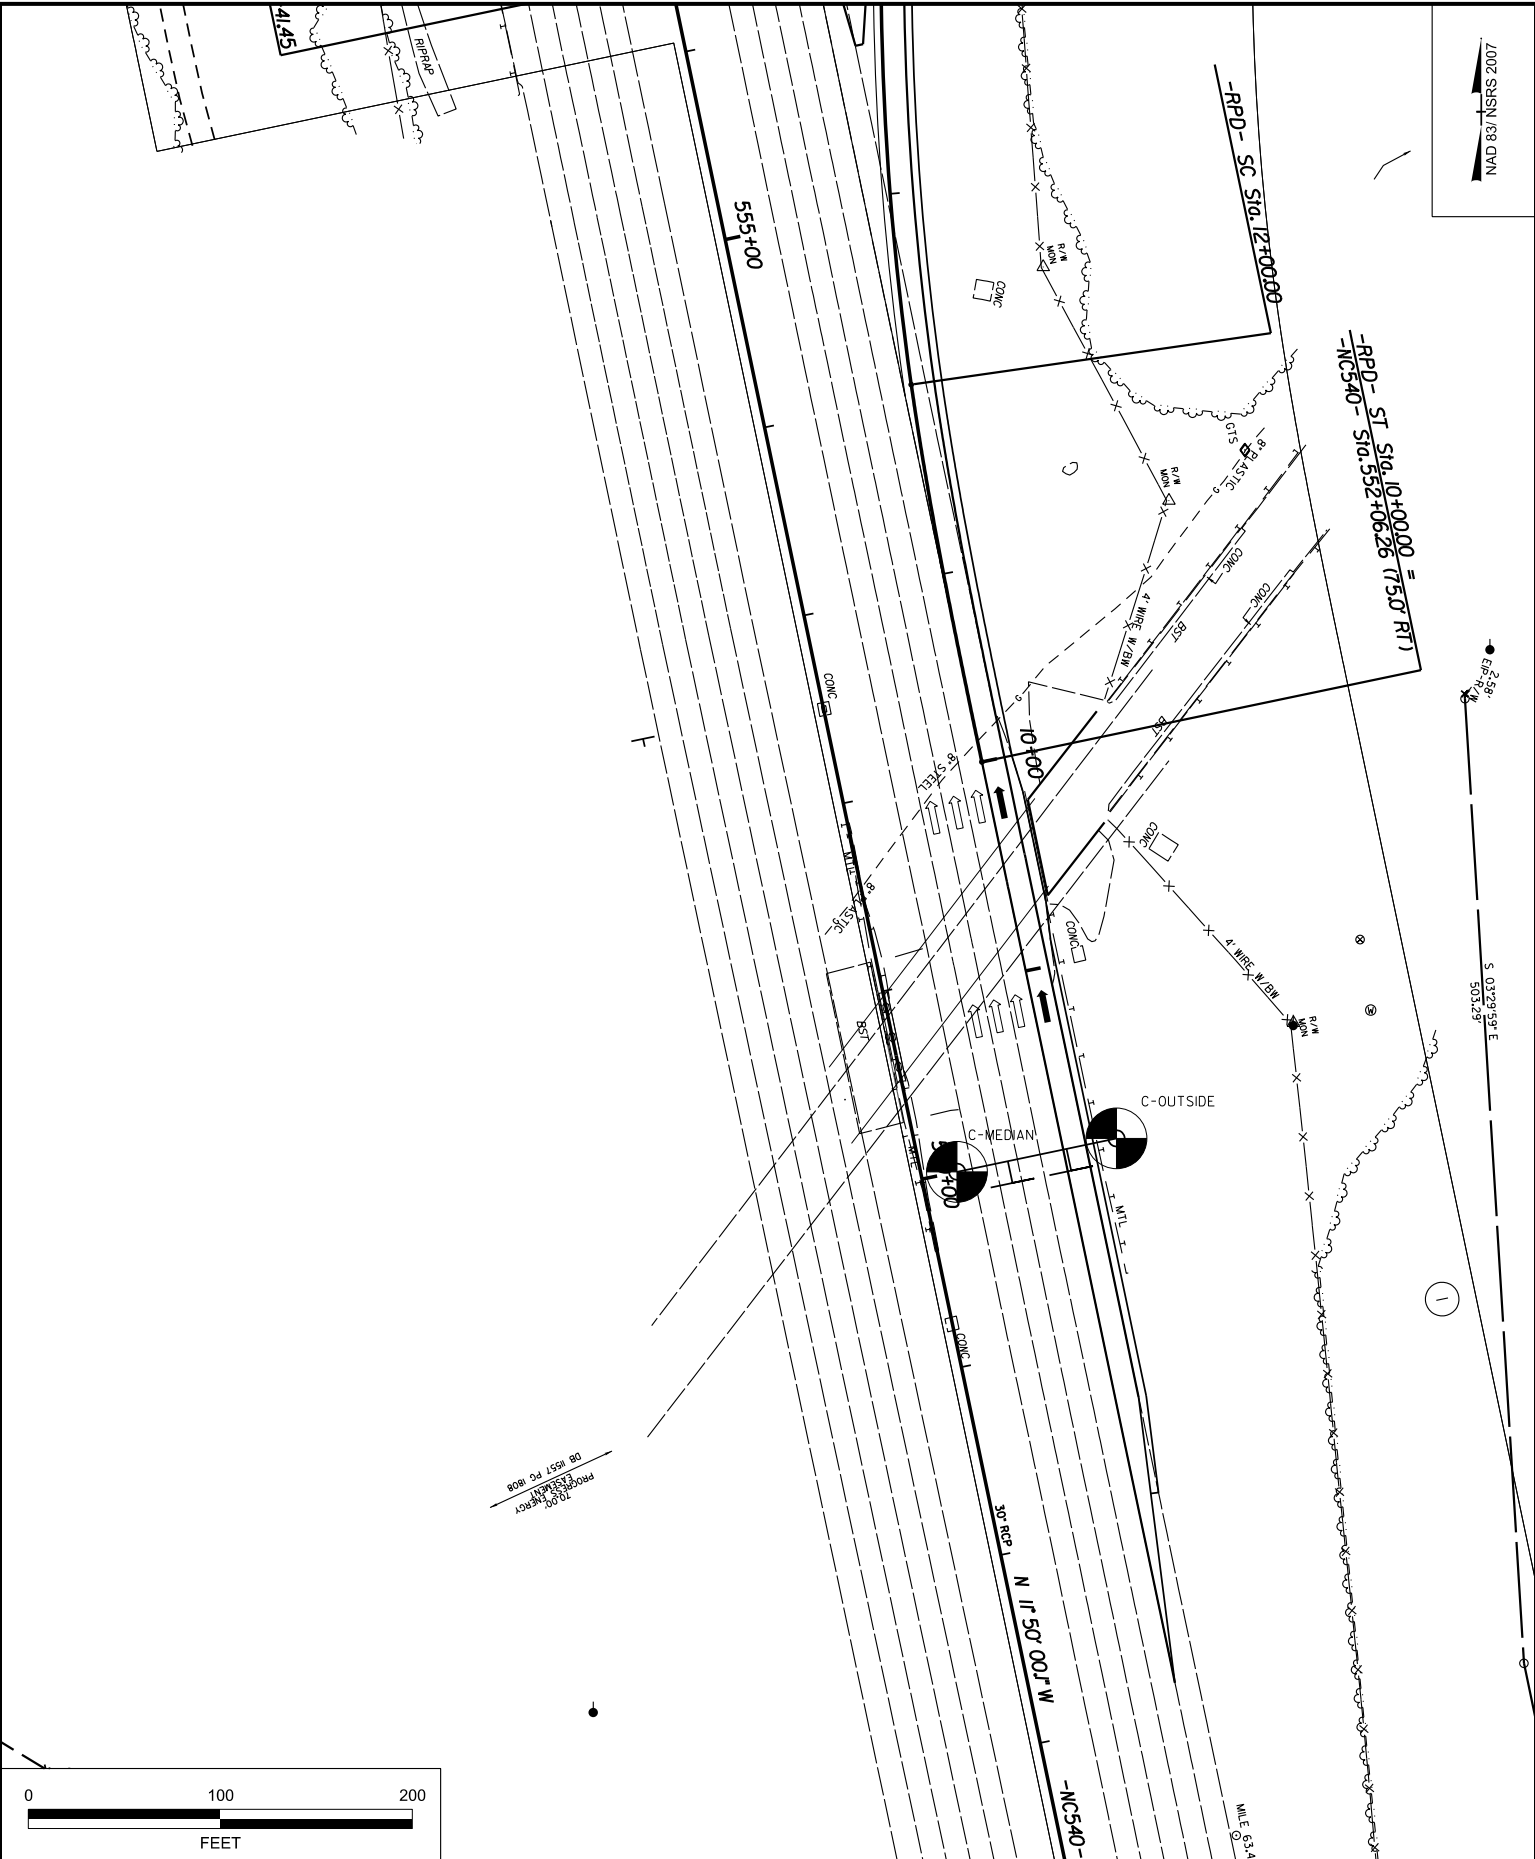 41.45
RIPRAP
NAD 83/ NSRS 2007
-RPD- SC Sta. 12+00.00
555+00
R/W
MON
CONC
-RPD- ST Sta. 10+00.00 =
-NC540- Sta. 552+06.26 (75.0' RT)
GTS
8" PLASTIC
G
R/W
MON
CONC
CONC
4' WIRE W/BW
BST
2.58'
EIP-R/W
CONC
G
BST
10+00
8" STEEL
CONC
MTL
8" PLASTIC
G
CONC
4' WIRE W/BW
W
S 03°29'59" E
503.29'
R/W
MON
BST
C-OUTSIDE
C-MEDIAN
MTL
+00
MTL
1
CONC
70.00'
PROGRESS ENERGY
EASEMENT
DB 11557 PG 1808
30" RCP
N 11° 50' 00.1" W
-NC540-
MILE 63.4
0 100 200
FEET